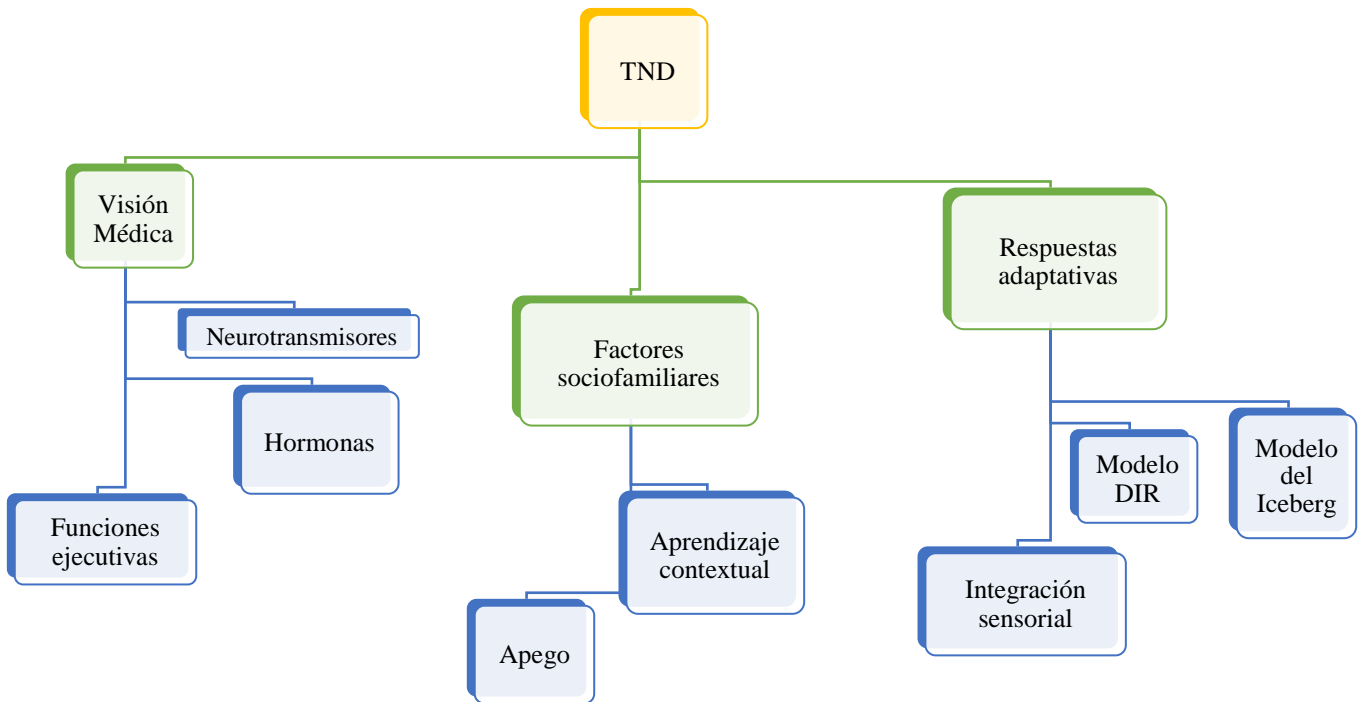 TND
Visión
Médica
Neurotransmisores
Hormonas
Funciones
ejecutivas
Factores
sociofamiliares
Aprendizaje
contextual
Apego
Respuestas
adaptativas
Modelo
DIR
Modelo
del
Iceberg
Integración
sensorial